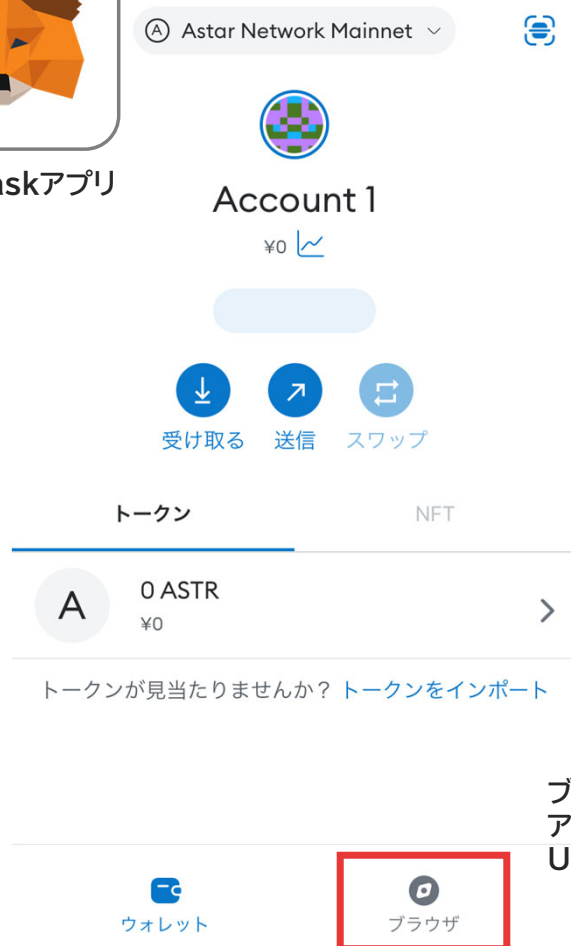 A Astar Network Mainnet
askアプリ
Account 1
¥0
受け取る 送信 スワップ
トークン NFT
A 0 ASTR
¥0
トークンが見当たりませんか? トークンをインポート
ブ
ア
U
ウォレット ブラウザ